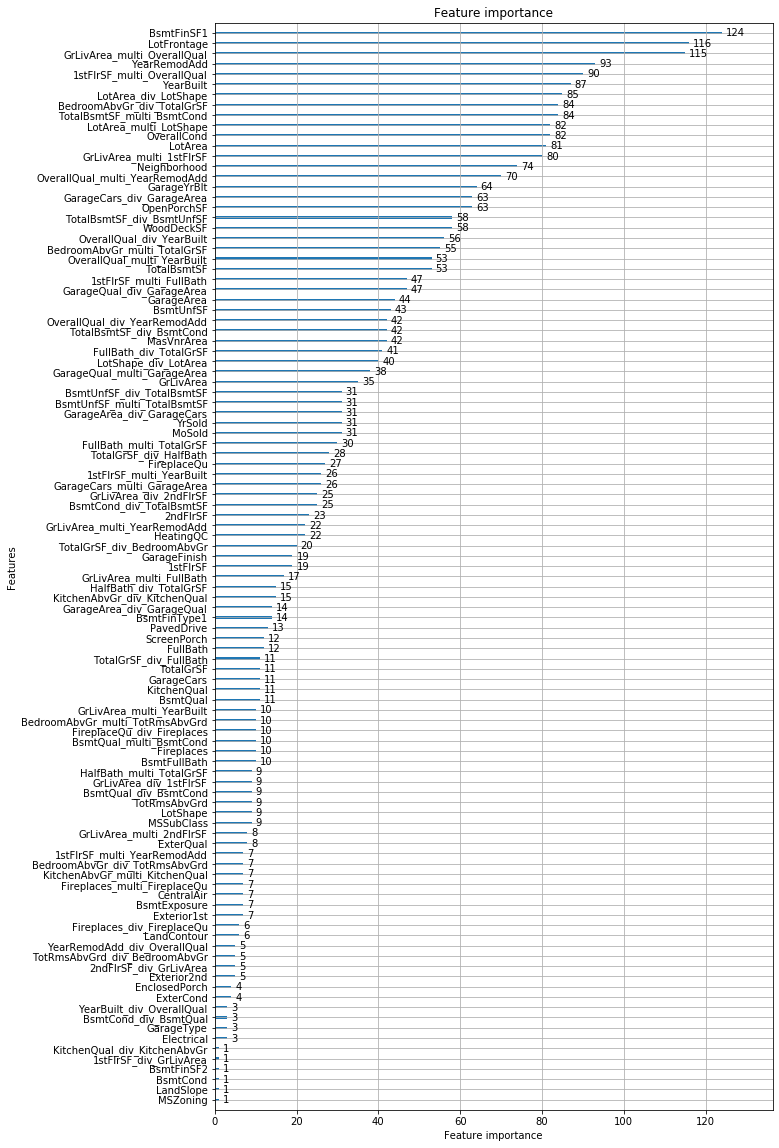 Feature importance
BsmtFinSF1 124
LotFrontage 116
GrLivArea_multi_OverallQual 115
YearRemodAdd 93
1stFlrSF_multi_OverallQual 90
YearBuilt 87
LotArea_div_LotShape 85
BedroomAbvGr_div_TotalGrSF 84
TotalBsmtSF_multi_BsmtCond 84
LotArea_multi_LotShape 82
OverallCond 82
LotArea 81
GrLivArea_multi_1stFlrSF 80
Neighborhood 74
OverallQual_multi_YearRemodAdd 70
GarageYrBlt 64
GarageCars_div_GarageArea 63
OpenPorchSF 63
TotalBsmtSF_div_BsmtUnfSF 58
WoodDeckSF 58
OverallQual_div_YearBuilt 56
BedroomAbvGr_multi_TotalGrSF 55
OverallQual_multi_YearBuilt 53
TotalBsmtSF 53
1stFlrSF_multi_FullBath 47
GarageQual_div_GarageArea 47
GarageArea 44
BsmtUnfSF 43
OverallQual_div_YearRemodAdd 42
TotalBsmtSF_div_BsmtCond 42
MasVnrArea 42
FullBath_div_TotalGrSF 41
LotShape_div_LotArea 40
GarageQual_multi_GarageArea 38
GrLivArea 35
BsmtUnfSF_div_TotalBsmtSF 31
BsmtUnfSF_multi_TotalBsmtSF 31
GarageArea_div_GarageCars 31
YrSold 31
MoSold 31
FullBath_multi_TotalGrSF 30
TotalGrSF_div_HalfBath 28
FireplaceQu 27
1stFlrSF_multi_YearBuilt 26
GarageCars_multi_GarageArea 26
GrLivArea_div_2ndFlrSF 25
BsmtCond_div_TotalBsmtSF 25
2ndFlrSF 23
GrLivArea_multi_YearRemodAdd 22
HeatingQC 22
TotalGrSF_div_BedroomAbvGr 20
GarageFinish 19
1stFlrSF 19
GrLivArea_multi_FullBath 17
HalfBath_div_TotalGrSF 15
KitchenAbvGr_div_KitchenQual 15
GarageArea_div_GarageQual 14
BsmtFinType1 14
PavedDrive 13
ScreenPorch 12
FullBath 12
TotalGrSF_div_FullBath 11
TotalGrSF 11
GarageCars 11
KitchenQual 11
BsmtQual 11
GrLivArea_multi_YearBuilt 10
BedroomAbvGr_multi_TotRmsAbvGrd 10
FireplaceQu_div_Fireplaces 10
BsmtQual_multi_BsmtCond 10
Fireplaces 10
BsmtFullBath 10
HalfBath_multi_TotalGrSF 9
GrLivArea_div_1stFlrSF 9
BsmtQual_div_BsmtCond 9
TotRmsAbvGrd 9
LotShape 9
MSSubClass 9
GrLivArea_multi_2ndFlrSF 8
ExterQual 8
1stFlrSF_multi_YearRemodAdd 7
BedroomAbvGr_div_TotRmsAbvGrd 7
KitchenAbvGr_multi_KitchenQual 7
Fireplaces_multi_FireplaceQu 7
CentralAir 7
BsmtExposure 7
Exterior1st 7
Fireplaces_div_FireplaceQu 6
LandContour 6
YearRemodAdd_div_OverallQual 5
TotRmsAbvGrd_div_BedroomAbvGr 5
2ndFlrSF_div_GrLivArea 5
Exterior2nd 5
EnclosedPorch 4
ExterCond 4
YearBuilt_div_OverallQual 3
BsmtCond_div_BsmtQual 3
GarageType 3
Electrical 3
KitchenQual_div_KitchenAbvGr 1
1stFlrSF_div_GrLivArea 1
BsmtFinSF2 1
BsmtCond 1
LandSlope 1
MSZoning 1
Features
0 20 40 60 80 100 120
Feature importance